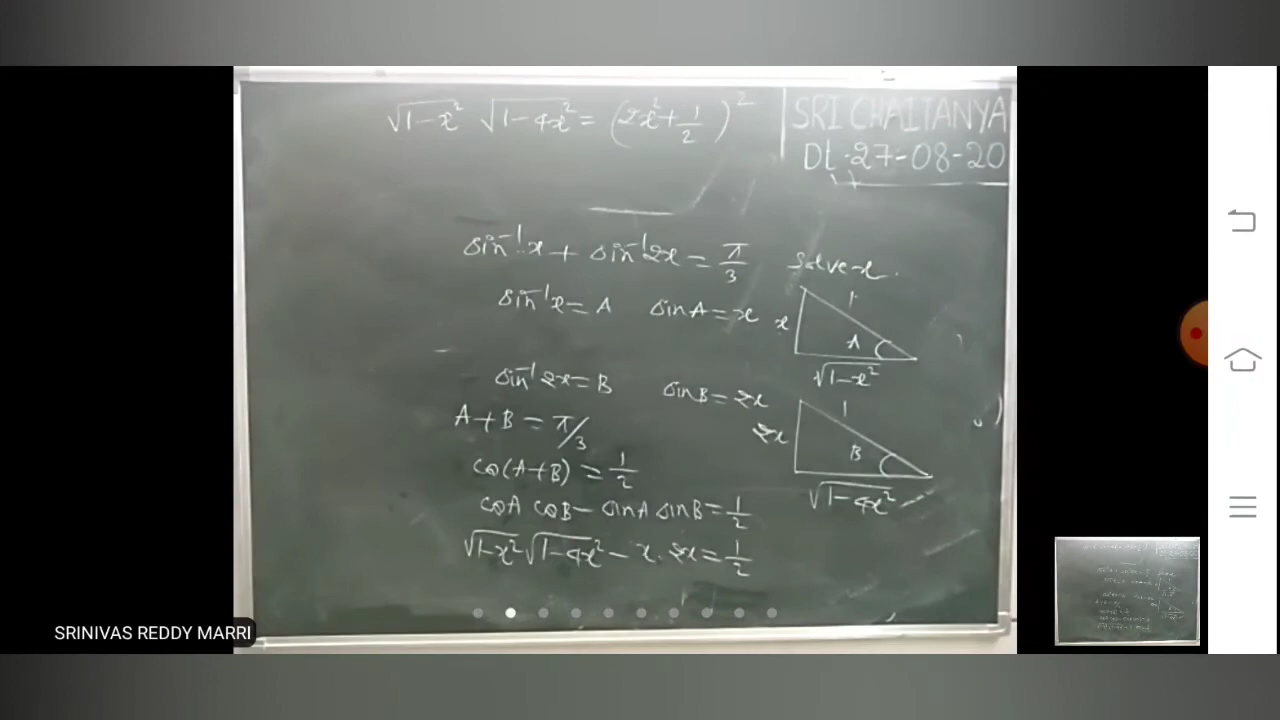 √1-x² √1-4x² = (2x²+1/2)²
SRI CHAITANYA
Dt-27-08-20
sin⁻¹x + sin⁻¹2x = π/3 Solve x.
sin⁻¹x = A sinA = x
x 1 A
√1-x²
sin⁻¹2x = B sinB = 2x
2x 1 B
√1-4x²
A+B = π/3
cos(A+B) = 1/2
cosA cosB - sinA sinB = 1/2
√1-x² √1-4x² - x. 2x = 1/2
SRINIVAS REDDY MARRI